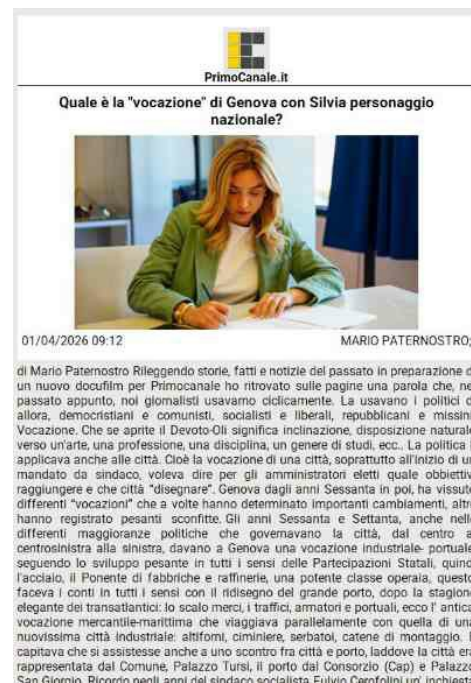 PrimoCanale.it
Quale è la "vocazione" di Genova con Silvia personaggio
nazionale?
01/04/2026 09:12
MARIO PATERNOSTRO;
di Mario Paternostro Rileggendo storie, fatti e notizie del passato in preparazione d
un nuovo docufilm per Primocanale ho ritrovato sulle pagine una parola che, ne
passato appunto, noi giornalisti usavamo ciclicamente. La usavano i politici d
allora, democristiani e comunisti, socialisti e liberali, repubblicani e missin
Vocazione. Che se aprite il Devoto-Oli significa inclinazione, disposizione naturale
verso un'arte, una professione, una disciplina, un genere di studi, ecc.. La politica l
applicava anche alle città. Cioè la vocazione di una città, soprattutto all'inizio di u
mandato da sindaco, voleva dire per gli amministratori eletti quale obbiettiv
raggiungere e che città "disegnare". Genova dagli anni Sessanta in poi, ha vissut
differenti "vocazioni" che a volte hanno determinato importanti cambiamenti, altr
hanno registrato pesanti sconfitte. Gli anni Sessanta e Settanta, anche nell
differenti maggioranze politiche che governavano la città, dal centro a
centrosinistra alla sinistra, davano a Genova una vocazione industriale- portuale
seguendo lo sviluppo pesante in tutti i sensi delle Partecipazioni Statali, quind
l'acciaio, il Ponente di fabbriche e raffinerie, una potente classe operaia, questo
faceva i conti in tutti i sensi con il ridisegno del grande porto, dopo la stagione
elegante dei transatlantici: lo scalo merci, i traffici, armatori e portuali, ecco l' antica
vocazione mercantile-marittima che viaggiava parallelamente con quella di una
nuovissima città industriale: altiforni, ciminiere, serbatoi, catene di montaggio. E
capitava che si assistesse anche a uno scontro fra città e porto, laddove la città era
rappresentata dal Comune, Palazzo Tursi, il porto dal Consorzio (Cap) e Palazzo
San Giorgio. Ricordo negli anni del sindaco socialista Fulvio Cerofolini un' inchiesta